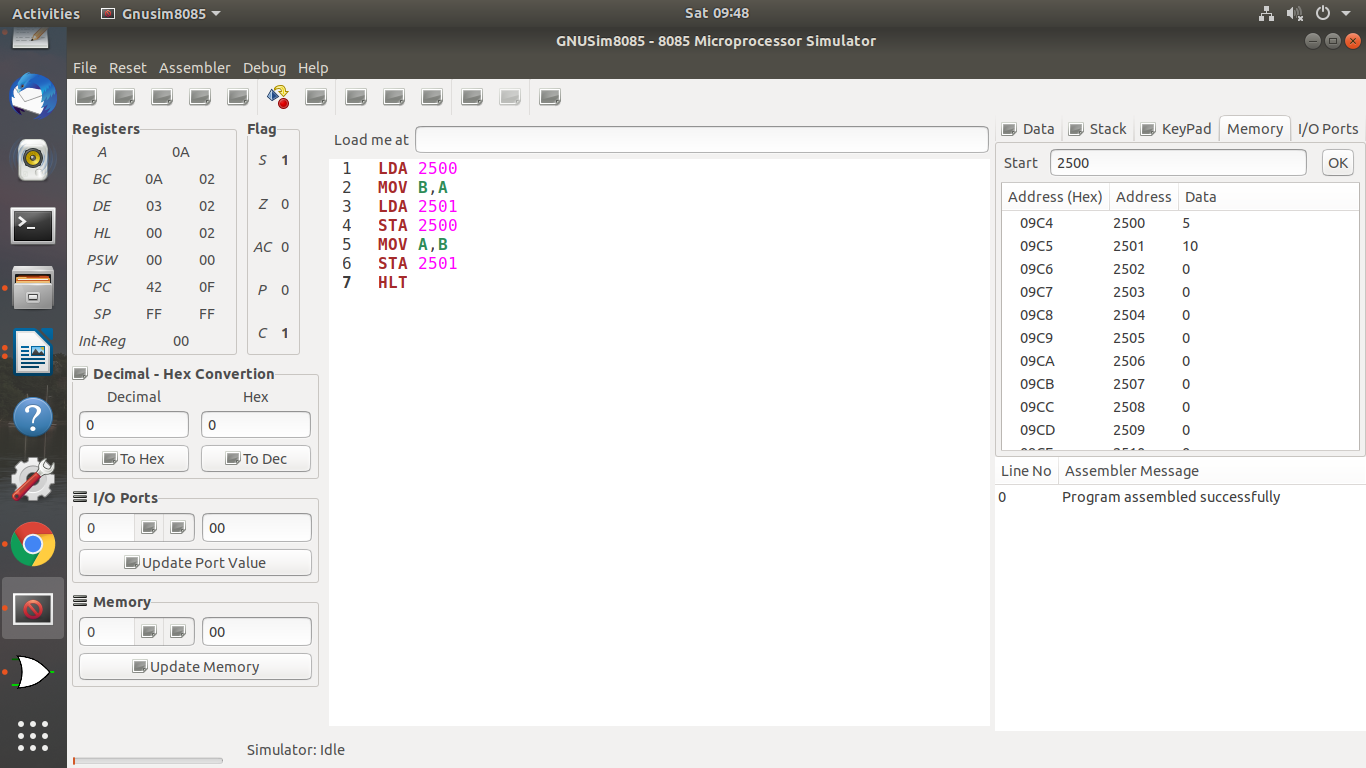 Activities Gnusim8085 Sat 09:48
GNUSim8085 - 8085 Microprocessor Simulator
File Reset Assembler Debug Help
Registers
A 0A
BC 0A 02
DE 03 02
HL 00 02
PSW 00 00
PC 42 0F
SP FF FF
Int-Reg 00
Flag
S 1
Z 0
AC 0
P 0
C 1
Decimal - Hex Convertion
Decimal Hex
0 0
To Hex To Dec
I/O Ports
0 00
Update Port Value
Memory
0 00
Update Memory
Load me at
1 LDA 2500
2 MOV B,A
3 LDA 2501
4 STA 2500
5 MOV A,B
6 STA 2501
7 HLT
Data Stack KeyPad Memory I/O Ports
Start 2500 OK
Address (Hex) Address Data
09C4 2500 5
09C5 2501 10
09C6 2502 0
09C7 2503 0
09C8 2504 0
09C9 2505 0
09CA 2506 0
09CB 2507 0
09CC 2508 0
09CD 2509 0
Line No Assembler Message
0 Program assembled successfully
Simulator: Idle